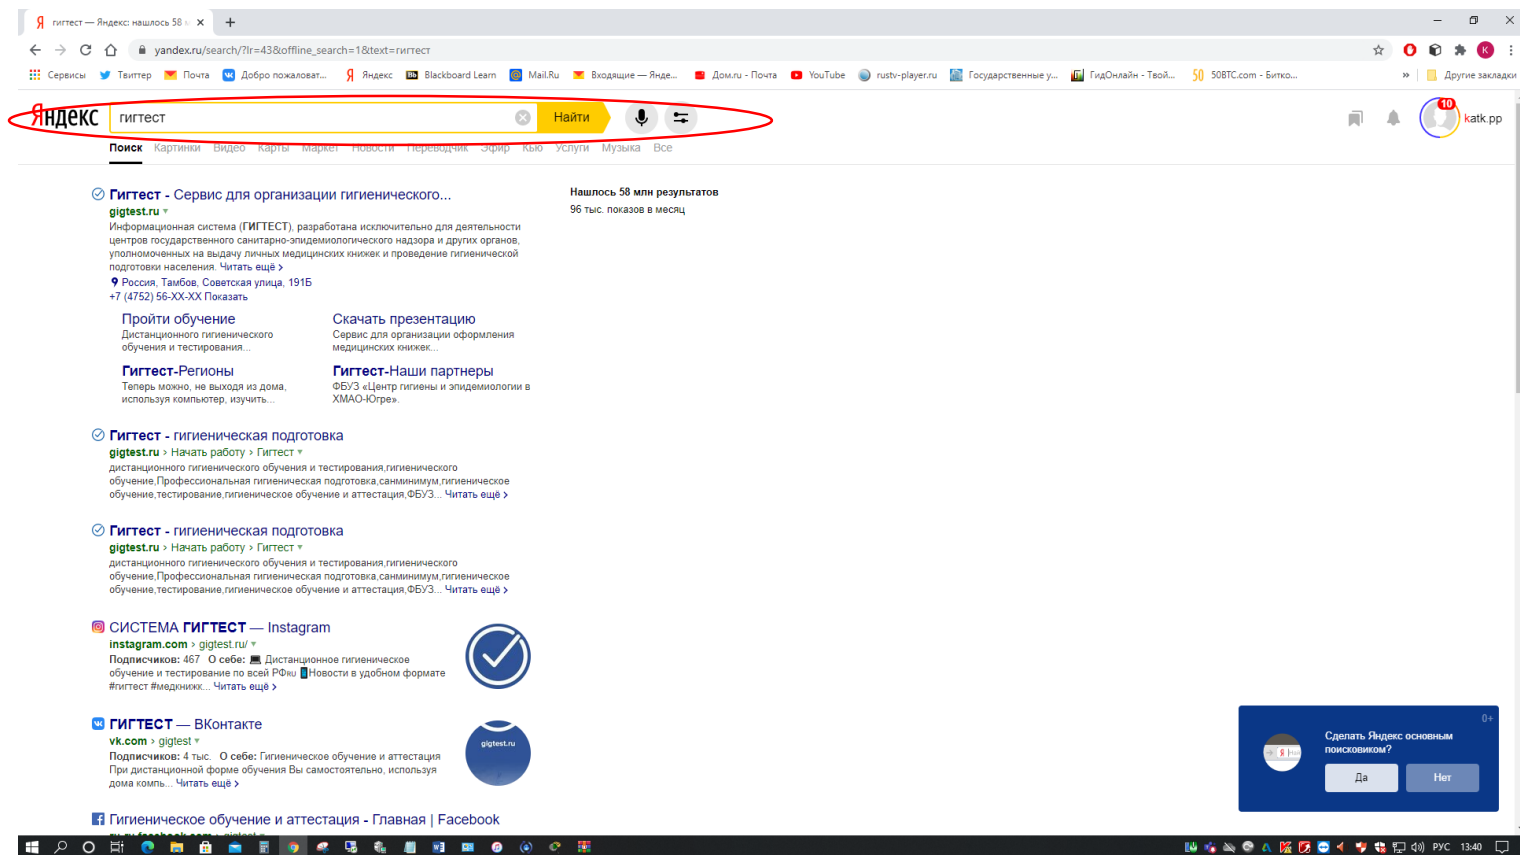 гигтест — Яндекс: нашлось 58
yandex.ru/search/?lr=43&offline_search=1&text=гигтест
K
Сервисы Твиттер Почта Добро пожаловат... Яндекс Bb Blackboard Learn Mail.Ru Входящие — Янде... Дом.ru - Почта YouTube rustv-player.ru Государственные у... ГидОнлайн - Твой... 50 50BTC.com - Битко... » Другие закладки
Яндекс гигтест Найти 10 katk.pp
Поиск Картинки Видео Карты Маркет Новости Переводчик Эфир Кью Услуги Музыка Все
Гигтест - Сервис для организации гигиенического...
gigtest.ru
Информационная система (ГИГТЕСТ), разработана исключительно для деятельности
центров государственного санитарно-эпидемиологического надзора и других органов,
уполномоченных на выдачу личных медицинских книжек и проведение гигиенической
подготовки населения. Читать ещё >
Россия, Тамбов, Советская улица, 191Б
+7 (4752) 56-XX-XX Показать
Пройти обучение
Дистанционного гигиенического
обучения и тестирования...
Скачать презентацию
Сервис для организации оформления
медицинских книжек...
Гигтест-Регионы
Теперь можно, не выходя из дома,
используя компьютер, изучить...
Гигтест-Наши партнеры
ФБУЗ «Центр гигиены и эпидемиологии в
ХМАО-Югре».
Нашлось 58 млн результатов
96 тыс. показов в месяц
Гигтест - гигиеническая подготовка
gigtest.ru › Начать работу › Гигтест
дистанционного гигиенического обучения и тестирования,гигиенического
обучение,Профессиональная гигиеническая подготовка,санминимум,гигиеническое
обучение,тестирование,гигиеническое обучение и аттестация,ФБУЗ... Читать ещё >
Гигтест - гигиеническая подготовка
gigtest.ru › Начать работу › Гигтест
дистанционного гигиенического обучения и тестирования,гигиенического
обучение,Профессиональная гигиеническая подготовка,санминимум,гигиеническое
обучение,тестирование,гигиеническое обучение и аттестация,ФБУЗ... Читать ещё >
СИСТЕМА ГИГТЕСТ — Instagram
instagram.com › gigtest.ru/
Подписчиков: 467 О себе: Дистанционное гигиеническое
обучение и тестирование по всей РФRU Новости в удобном формате
#гигтест #медкнижк... Читать ещё >
ГИГТЕСТ — ВКонтакте
vk.com › gigtest
Подписчиков: 4 тыс. О себе: Гигиеническое обучение и аттестация
При дистанционной форме обучения Вы самостоятельно, используя
дома компь... Читать ещё >
gigtest.ru
Гигиеническое обучение и аттестация - Главная | Facebook
ru-ru.facebook.com › gigtest
0+
Сделать Яндекс основным
поисковиком?
Да Нет
РУС 13:40